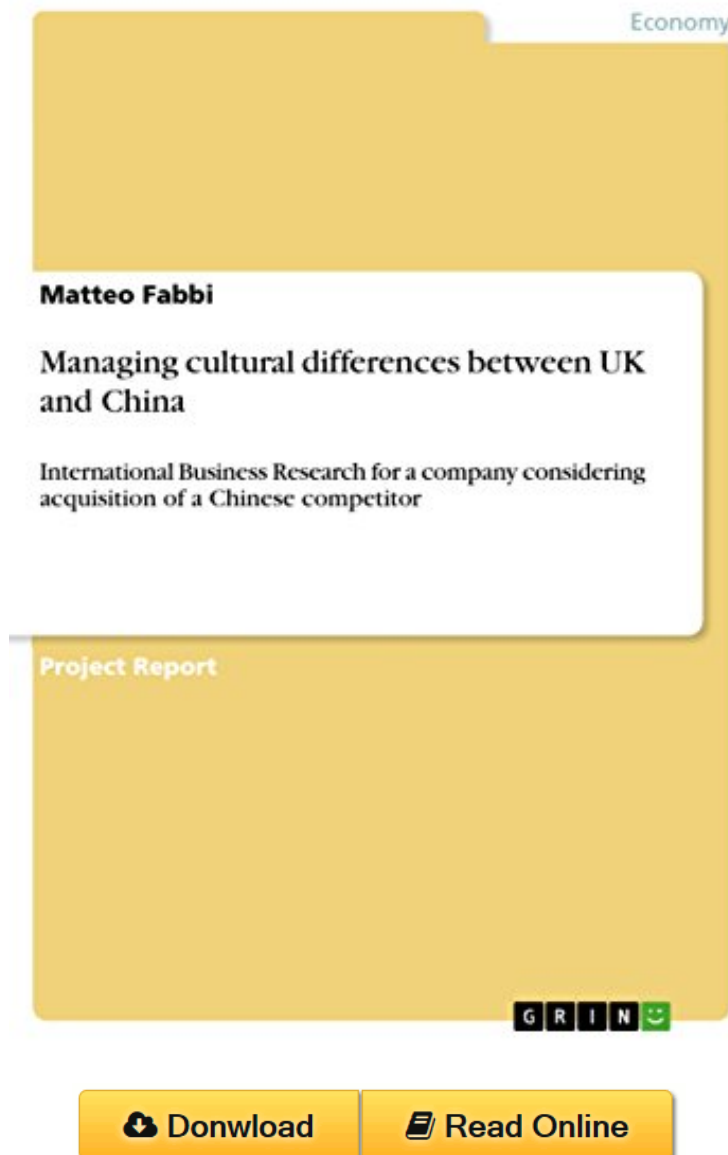 Economy
Matteo Fabbi
Managing cultural differences between UK
and China
International Business Research for a company considering
acquisition of a Chinese competitor
Project Report
GRIN
Donwload Read Online